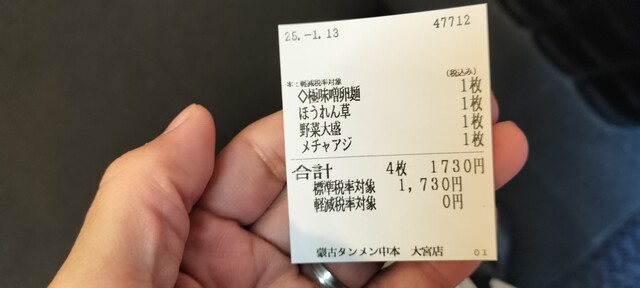 25.-1.13 47712
本：軽減税率対象 (税込み)
◇極味噌卵麺 1枚
ほうれん草 1枚
野菜大盛 1枚
メチャアジ 1枚
合計 4枚 1730円
標準税率対象 1,730円
軽減税率対象 0円
蒙古タンメン中本 大宮店 01